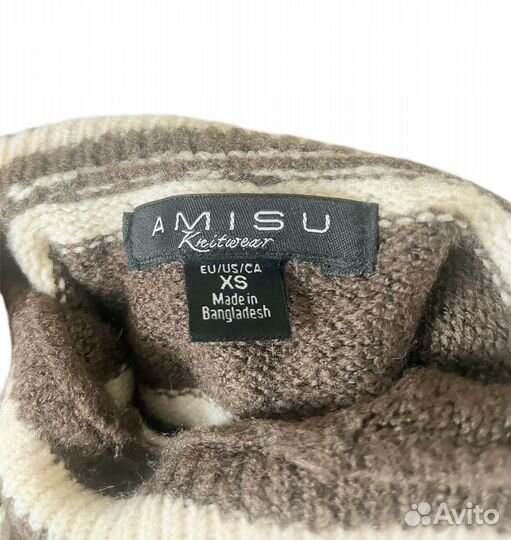 AMISU
Knitwear
EU/US/CA
XS
Made in
Bangladesh
Avito